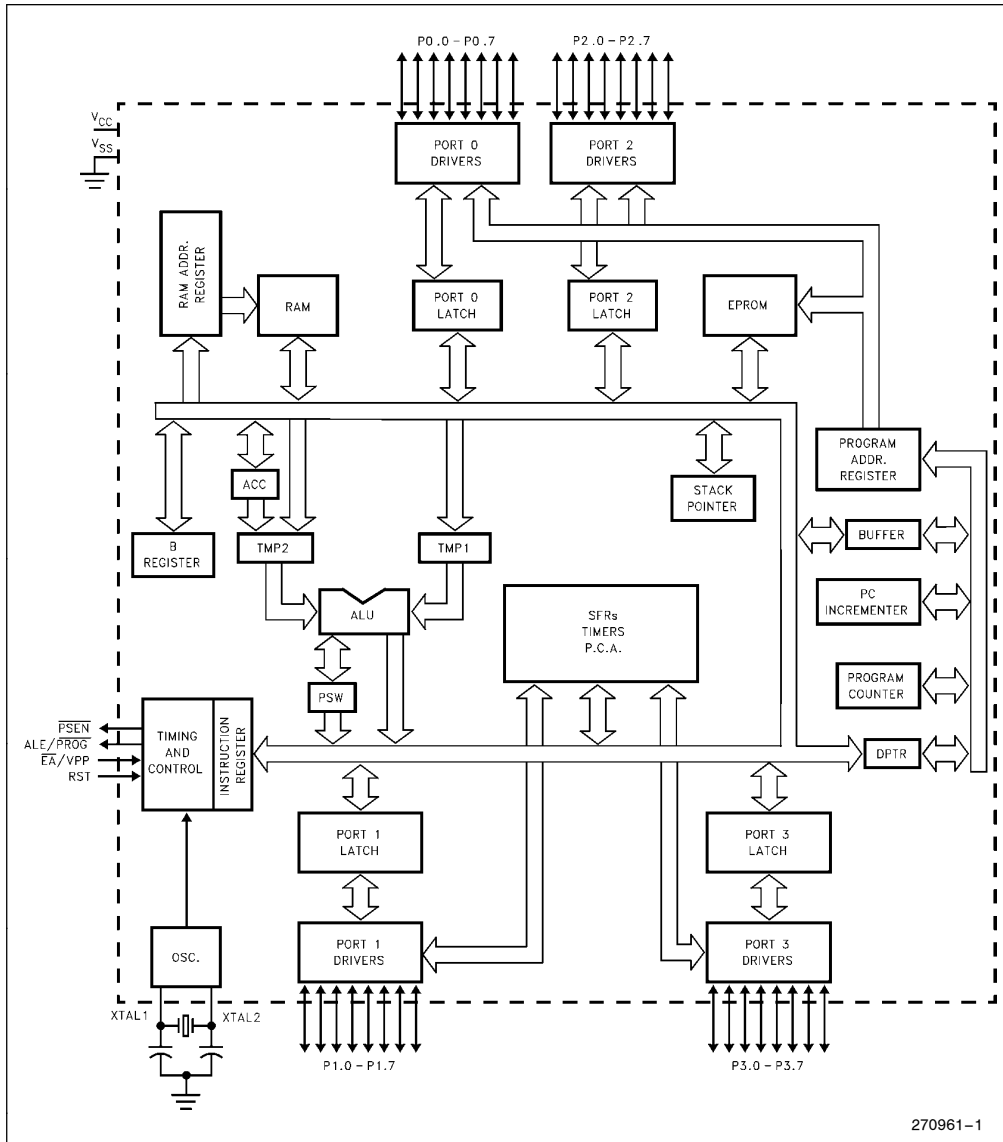 P0.0 – P0.7
P2.0 – P2.7
VCC
VSS
PORT 0
DRIVERS
PORT 2
DRIVERS
RAM ADDR.
REGISTER
RAM
PORT 0
LATCH
PORT 2
LATCH
EPROM
PROGRAM
ADDR.
REGISTER
ACC
STACK
POINTER
B
REGISTER
TMP2
TMP1
BUFFER
ALU
SFRs
TIMERS
P.C.A.
PC
INCREMENTER
PSW
PROGRAM
COUNTER
PSEN
ALE/PROG
EA/VPP
RST
TIMING
AND
CONTROL
INSTRUCTION
REGISTER
DPTR
PORT 1
LATCH
PORT 3
LATCH
OSC.
PORT 1
DRIVERS
PORT 3
DRIVERS
XTAL1
XTAL2
P1.0 – P1.7
P3.0 – P3.7
270961–1